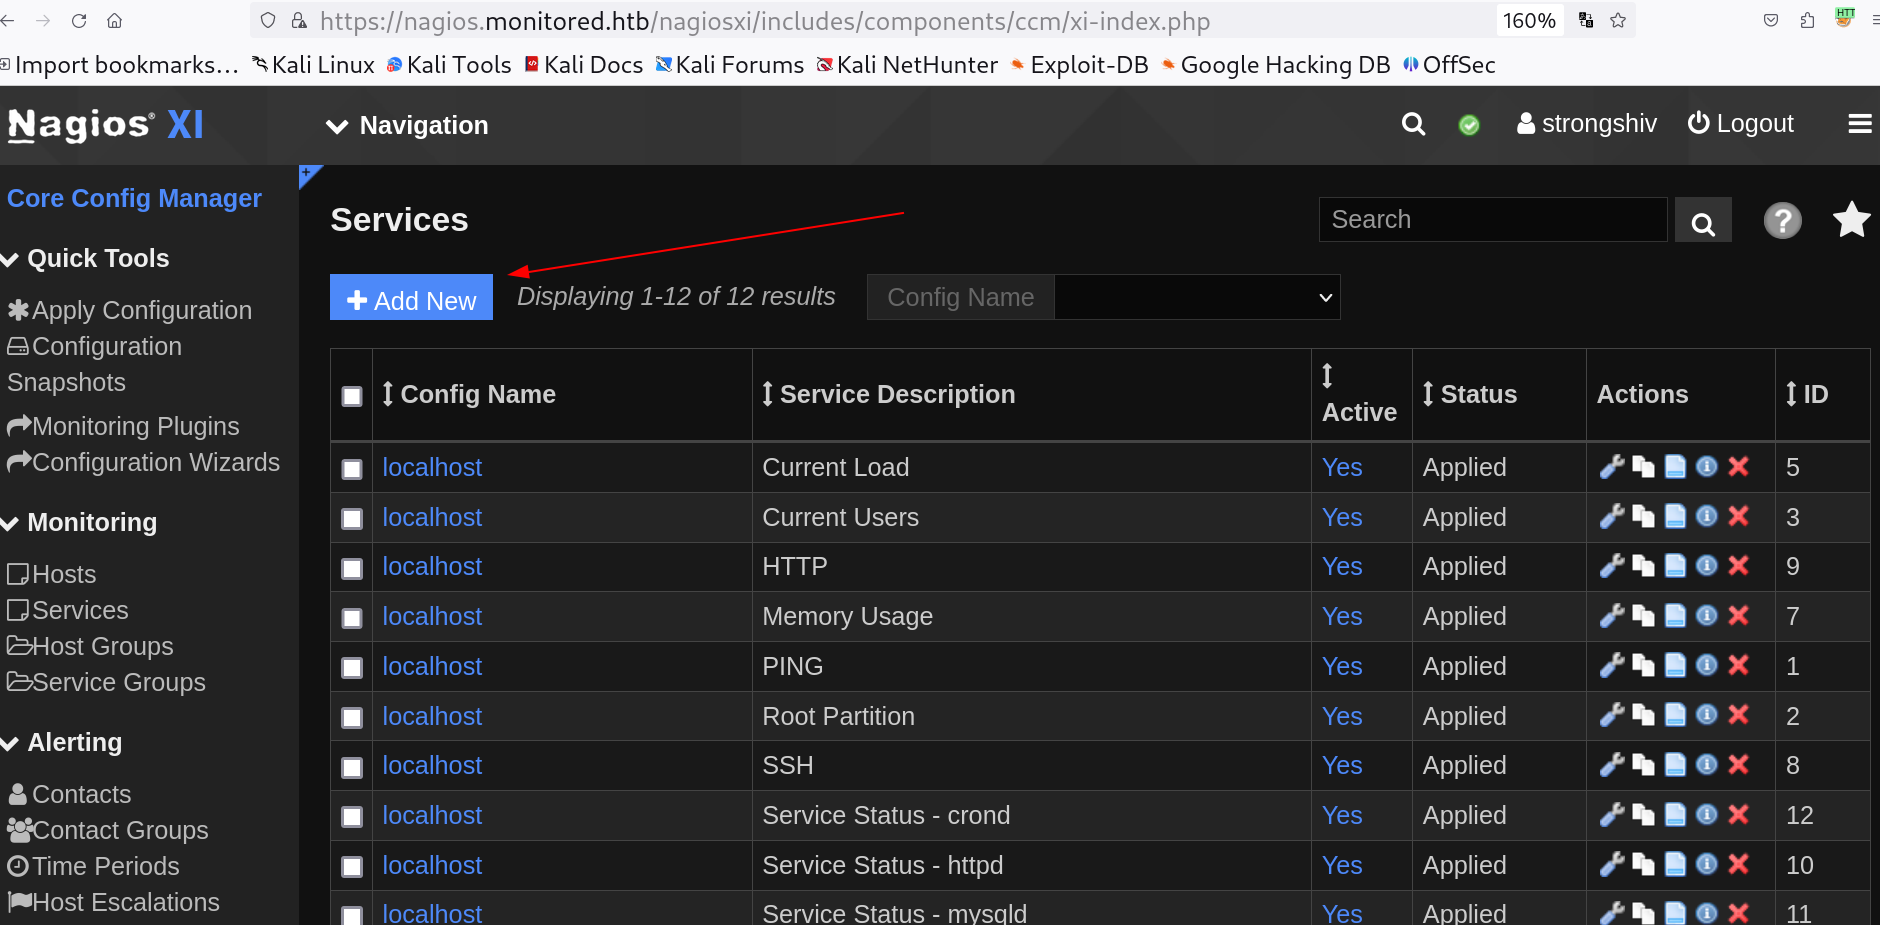 https://nagios.monitored.htb/nagiosxi/includes/components/ccm/xi-index.php 160% HTT
Import bookmarks... Kali Linux Kali Tools Kali Docs Kali Forums Kali NetHunter Exploit-DB Google Hacking DB OffSec
Nagios® XI Navigation strongshiv Logout
Core Config Manager
Quick Tools
Apply Configuration
Configuration
Snapshots
Monitoring Plugins
Configuration Wizards
Monitoring
Hosts
Services
Host Groups
Service Groups
Alerting
Contacts
Contact Groups
Time Periods
Host Escalations
Services Search
Add New Displaying 1-12 of 12 results Config Name
Config Name Service Description Active Status Actions ID
localhost Current Load Yes Applied 5
localhost Current Users Yes Applied 3
localhost HTTP Yes Applied 9
localhost Memory Usage Yes Applied 7
localhost PING Yes Applied 1
localhost Root Partition Yes Applied 2
localhost SSH Yes Applied 8
localhost Service Status - crond Yes Applied 12
localhost Service Status - httpd Yes Applied 10
localhost Service Status - mysqld Yes Applied 11